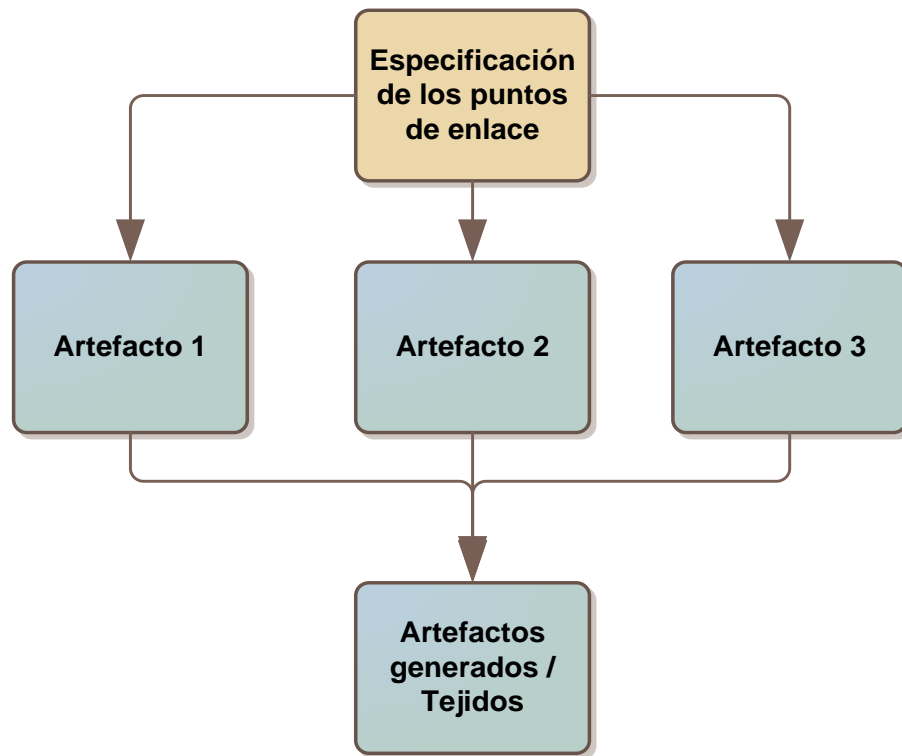 Especificación
de los puntos
de enlace
Artefacto 1
Artefacto 2
Artefacto 3
Artefactos
generados /
Tejidos